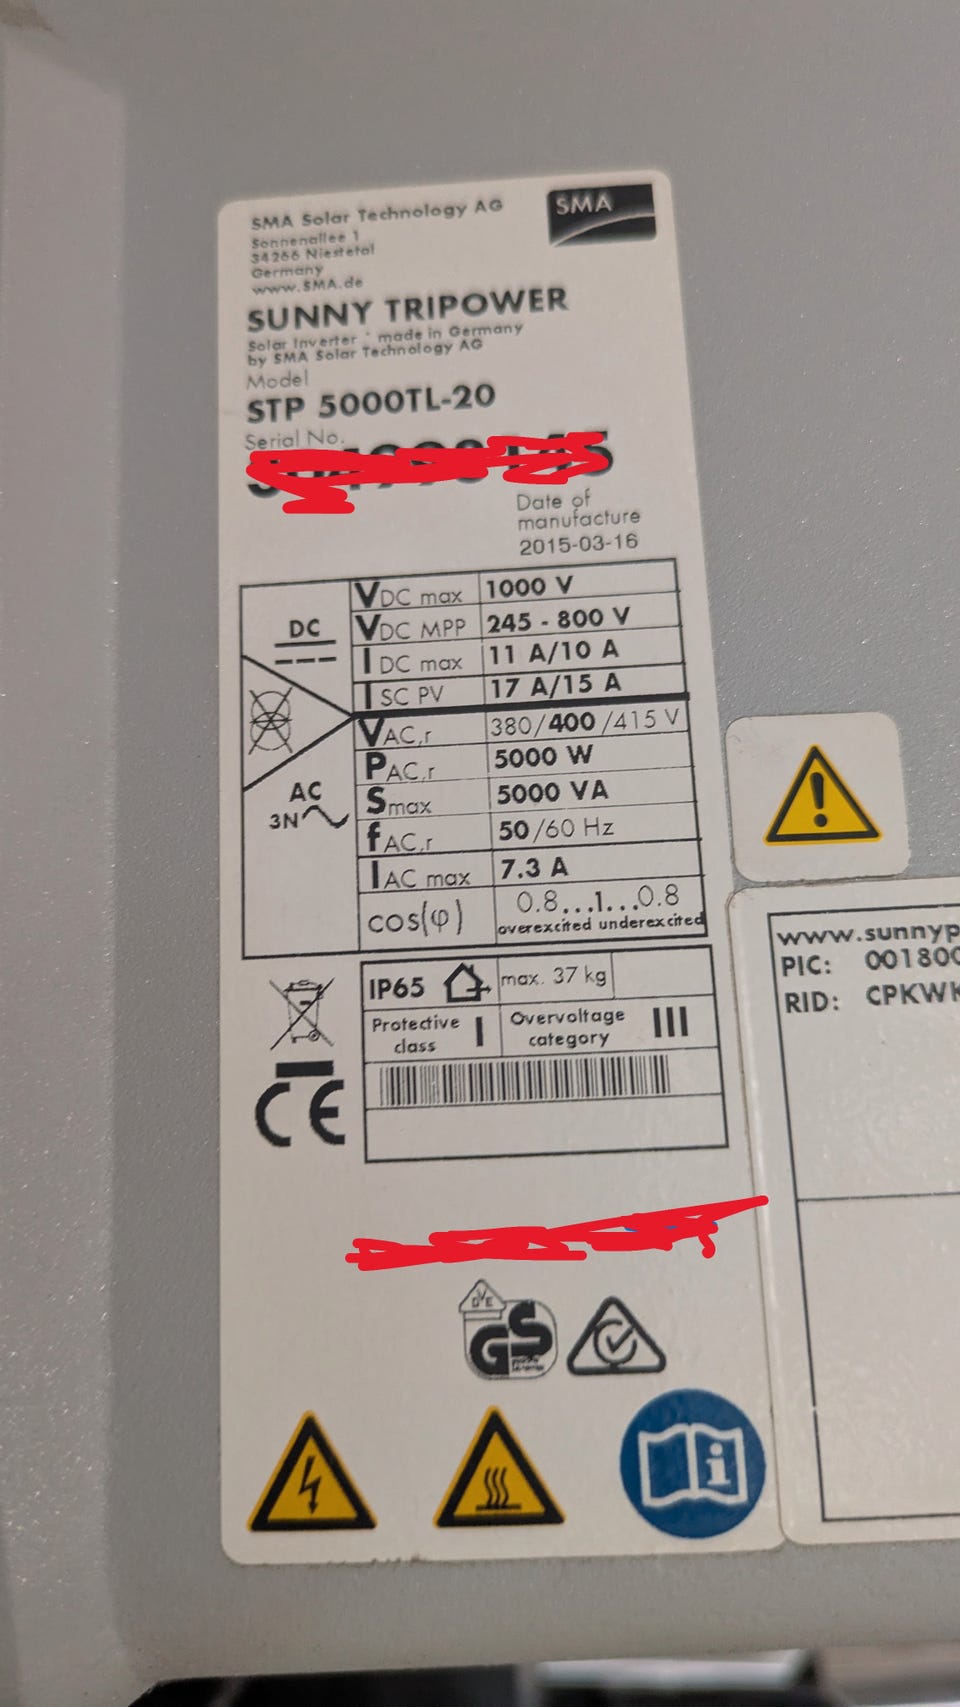 SMA Solar Technology AG
Sonnenallee 1
34266 Niestetal
Germany
www.SMA.de
SMA
SUNNY TRIPOWER
Solar Inverter * made in Germany
by SMA Solar Technology AG
Model
STP 5000TL-20
Serial No.
Date of
manufacture
2015-03-16
DC
AC
3N
VDC max 1000 V
VDC MPP 245 - 800 V
IDC max 11 A/10 A
ISC PV 17 A/15 A
VAC,r 380/400/415 V
PAC,r 5000 W
Smax 5000 VA
fAC,r 50/60 Hz
IAC max 7.3 A
cos(φ) 0.8...1...0.8
overexcited underexcited
IP65 max. 37 kg
Protective class I Overvoltage category III
CE
DVE
GS
i
www.sunnyp
PIC: 00180
RID: CPKW